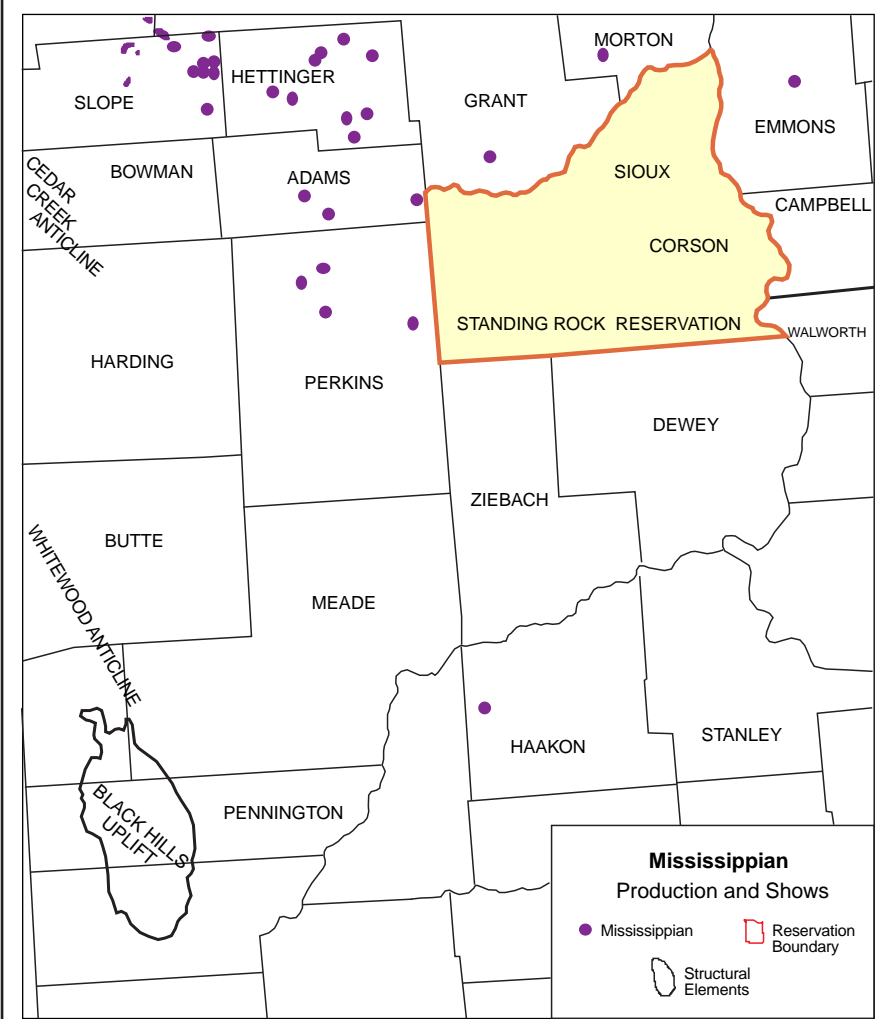 MORTON
HETTINGER
SLOPE
GRANT
EMMONS
BOWMAN
ADAMS
SIOUX
CEDAR
CREEK
ANTICLINE
CAMPBELL
CORSON
STANDING ROCK RESERVATION
WALWORTH
HARDING
PERKINS
DEWEY
ZIEBACH
BUTTE
WHITEWOOD ANTICLINE
MEADE
HAAKON
STANLEY
BLACK HILLS
UPLIFT
PENNINGTON
Mississippian
Production and Shows
Mississippian
Reservation
Boundary
Structural
Elements